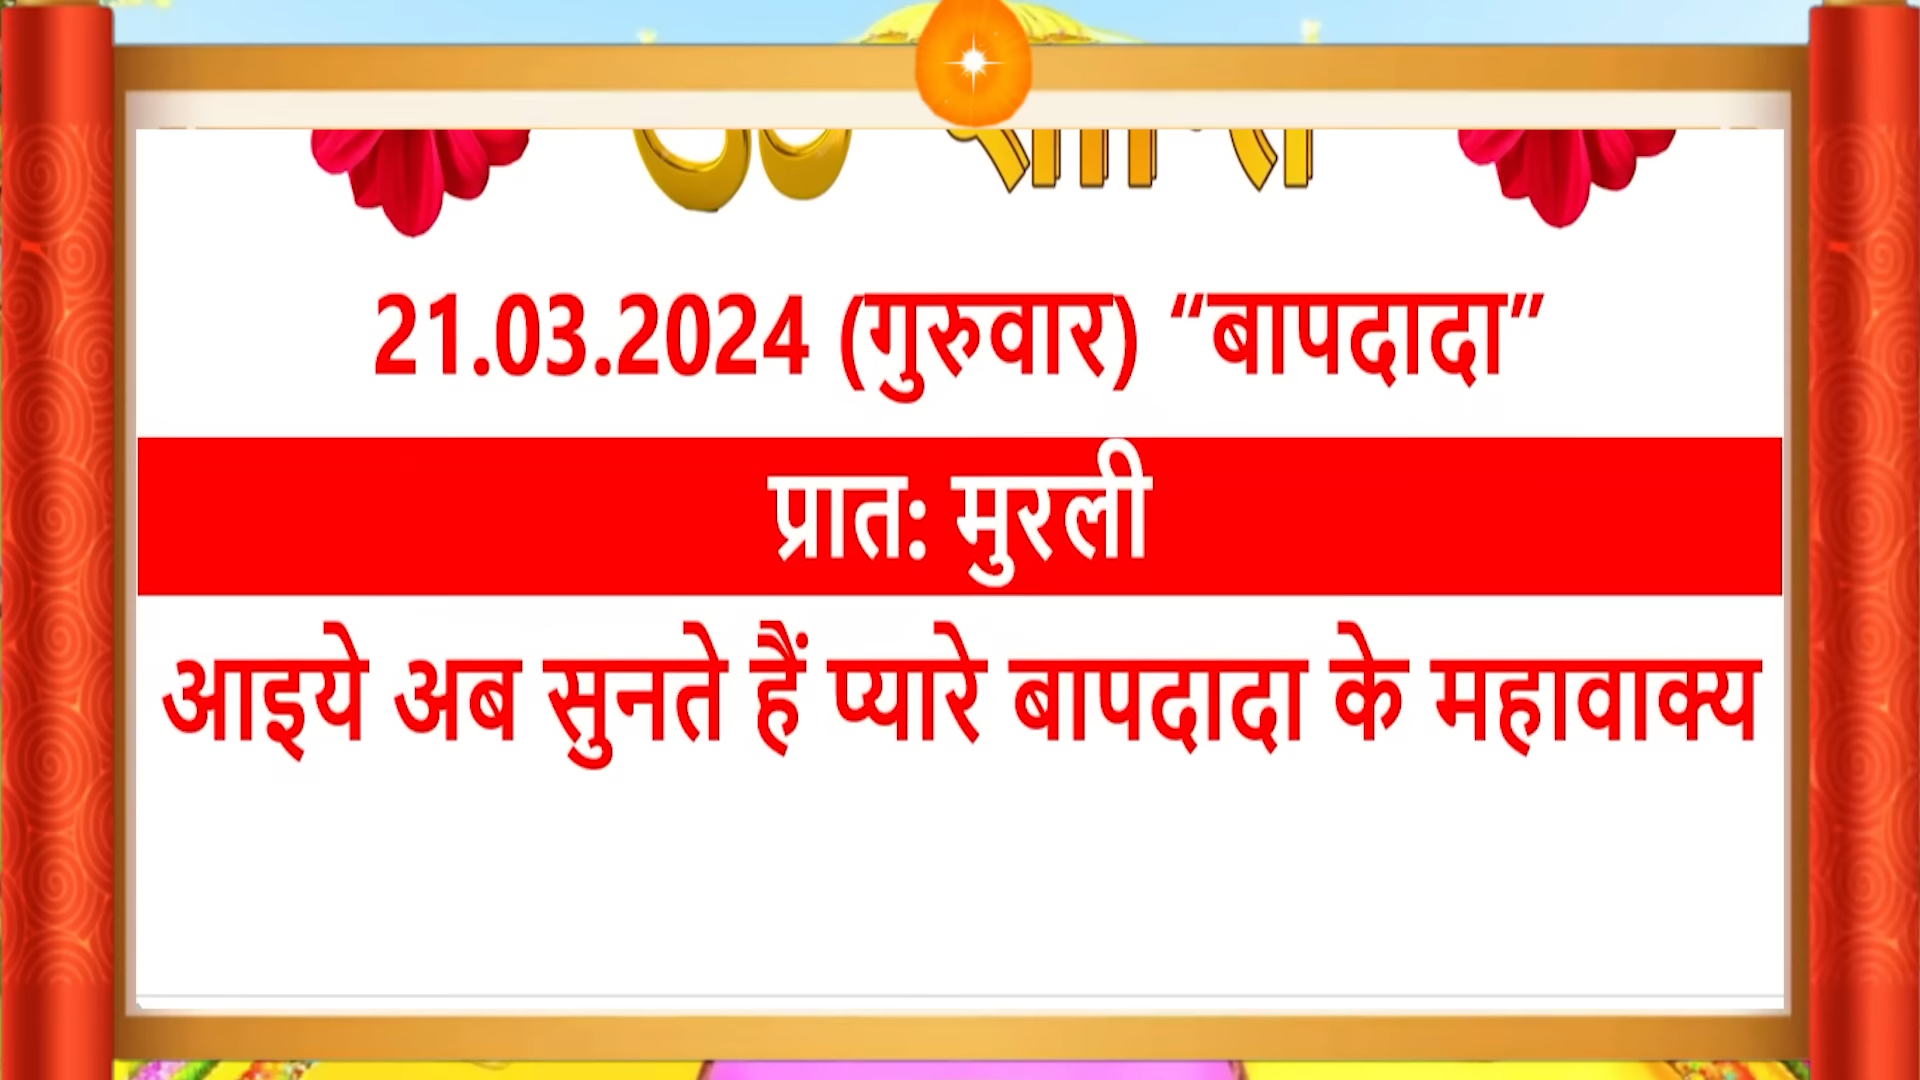 21.03.2024 (गुरुवार) “बापदादा”
प्रात: मुरली
आइये अब सुनते हैं प्यारे बापदादा के महावाक्य